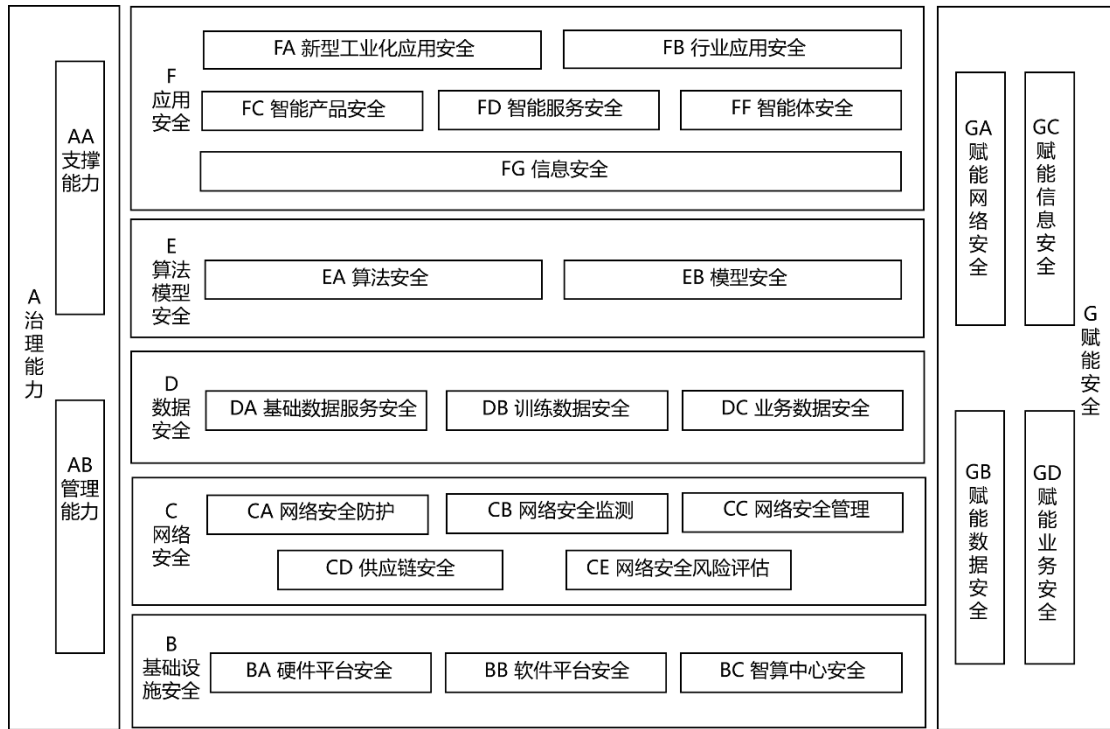 A
治
理
能
力
AA
支撑
能力
AB
管理
能力
F
应用
安全
FA 新型工业化应用安全
FB 行业应用安全
FC 智能产品安全
FD 智能服务安全
FF 智能体安全
FG 信息安全
E
算法
模型
安全
EA 算法安全
EB 模型安全
D
数据
安全
DA 基础数据服务安全
DB 训练数据安全
DC 业务数据安全
C
网络
安全
CA 网络安全防护
CB 网络安全监测
CC 网络安全管理
CD 供应链安全
CE 网络安全风险评估
B
基础设
施安全
BA 硬件平台安全
BB 软件平台安全
BC 智算中心安全
GA
赋
能
网
络
安
全
GC
赋
能
信
息
安
全
GB
赋
能
数
据
安
全
GD
赋
能
业
务
安
全
G
赋
能
安
全